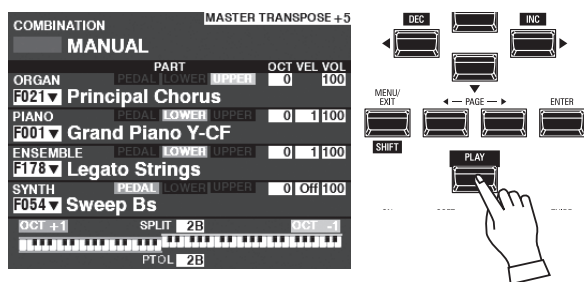 COMBINATION
MASTER TRANSPOSE +5
MANUAL
PART OCT VEL VOL
ORGAN PEDAL LOWER UPPER 0 100
F021▼ Principal Chorus
PIANO PEDAL LOWER UPPER 0 1 100
F001▼ Grand Piano Y-CF
ENSEMBLE PEDAL LOWER UPPER 0 1 100
F178▼ Legato Strings
SYNTH PEDAL LOWER UPPER 0 Off 100
F054▼ Sweep Bs
OCT +1 SPLIT 2B OCT -1
PTOL 2B
DEC INC
MENU/
EXIT
PAGE
ENTER
SHIFT
PLAY